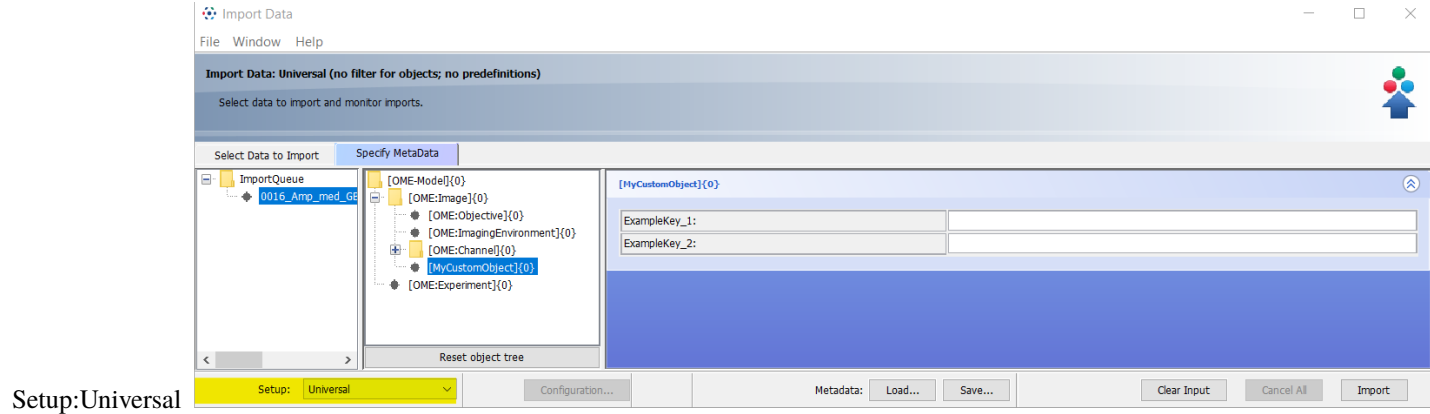 Import Data
File Window Help
Import Data: Universal (no filter for objects; no predefinitions)
Select data to import and monitor imports.
Select Data to Import Specify MetaData
ImportQueue
0016_Amp_med_GE
[OME-Model]{0}
[OME:Image]{0}
[OME:Objective]{0}
[OME:ImagingEnvironment]{0}
[OME:Channel]{0}
[MyCustomObject]{0}
[OME:Experiment]{0}
Reset object tree
[MyCustomObject]{0}
ExampleKey_1:
ExampleKey_2:
Setup:Universal
Setup: Universal Configuration... Metadata: Load... Save... Clear Input Cancel All Import